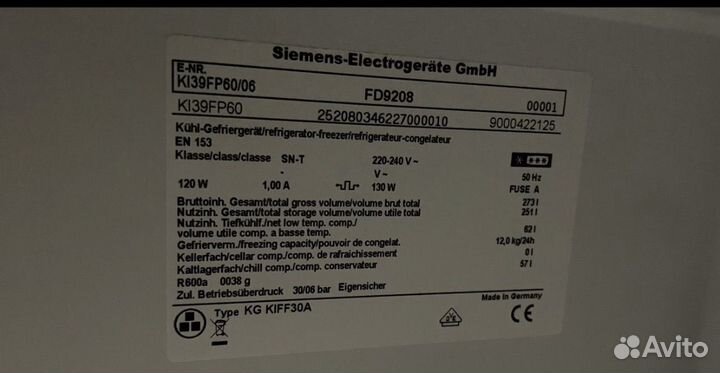 Siemens-Electrogeräte GmbH
E-NR.
KI39FP60/06 FD9208 00001
KI39FP60 252080346227000010 9000422125
Kühl-Gefriergerät/refrigerator-freezer/refrigerateur-congelateur
EN 153
Klasse/class/classe SN-T 220-240 V ~
- V ~ 50 Hz
120 W 1,00 A 130 W FUSE A
Bruttoinh. Gesamt/total gross volume/volume brut total 273 l
Nutzinh. Gesamt/total storage volume/volume utile total 251 l
Nutzinh. Tiefkühlf./net low temp. comp./
volume utile comp. a basse temp. 62 l
Gefrierverm./freezing capacity/pouvoir de congelat. 12,0 kg/24h
Kellerfach/cellar comp./comp. de rafraichissement 0 l
Kaltlagerfach/chill comp./comp. conservateur 57 l
R600a 0038 g
Zul. Betriebsüberdruck 30/06 bar Eigensicher
Made in Germany
Type KG KIFF30A
CE
Avito